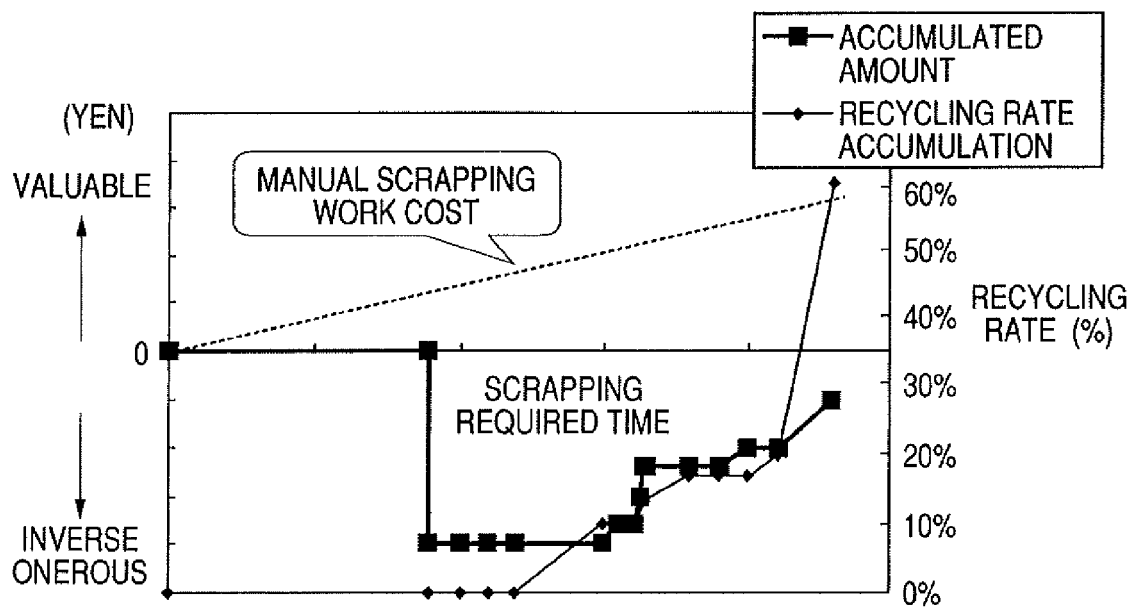 ACCUMULATED
AMOUNT
RECYCLING RATE
ACCUMULATION
(YEN)
VALUABLE
0
INVERSE
ONEROUS
MANUAL SCRAPPING
WORK COST
SCRAPPING
REQUIRED TIME
60%
50%
40%
30%
20%
10%
0%
RECYCLING
RATE (%)